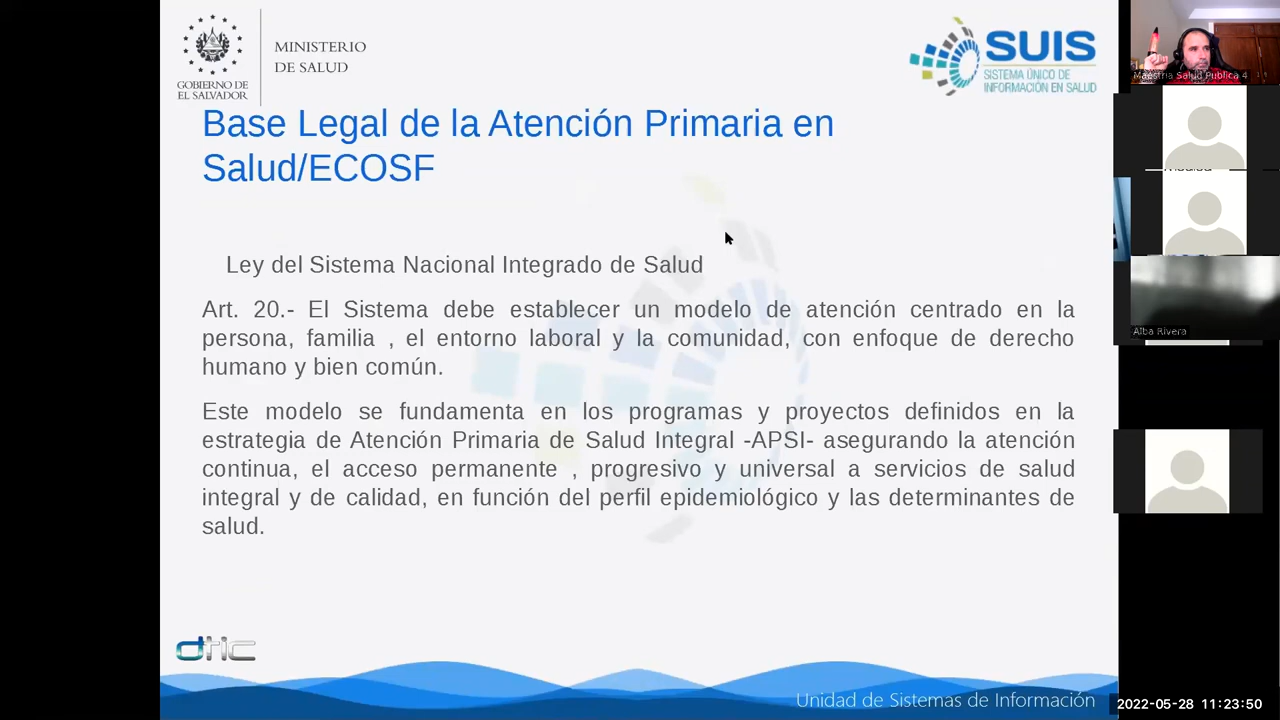 GOBIERNO DE
EL SALVADOR
MINISTERIO
DE SALUD
SUIS
SISTEMA ÚNICO DE
INFORMACIÓN EN SALUD
Base Legal de la Atención Primaria en
Salud/ECOSF
Ley del Sistema Nacional Integrado de Salud
Art. 20.- El Sistema debe establecer un modelo de atención centrado en la
persona, familia , el entorno laboral y la comunidad, con enfoque de derecho
humano y bien común.
Este modelo se fundamenta en los programas y proyectos definidos en la
estrategia de Atención Primaria de Salud Integral -APSI- asegurando la atención
continua, el acceso permanente , progresivo y universal a servicios de salud
integral y de calidad, en función del perfil epidemiológico y las determinantes de
salud.
dtic
Unidad de Sistemas de Información
Maestria Salud Publica 4
Alba Rivera
2022-05-28 11:23:50